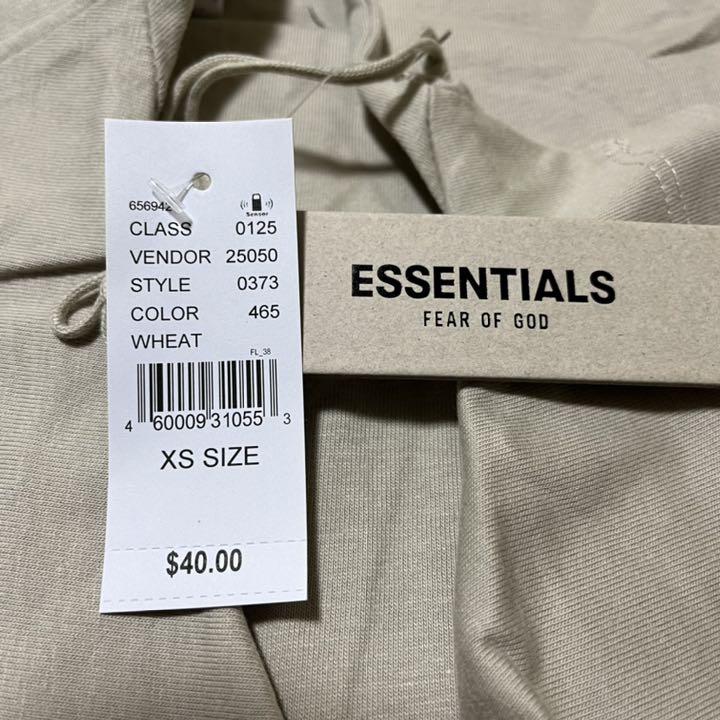 656942
Sensor
CLASS 0125
VENDOR 25050
STYLE 0373
COLOR 465
WHEAT
FL_38
4 60009 31055 3
XS SIZE
$40.00
ESSENTIALS
FEAR OF GOD